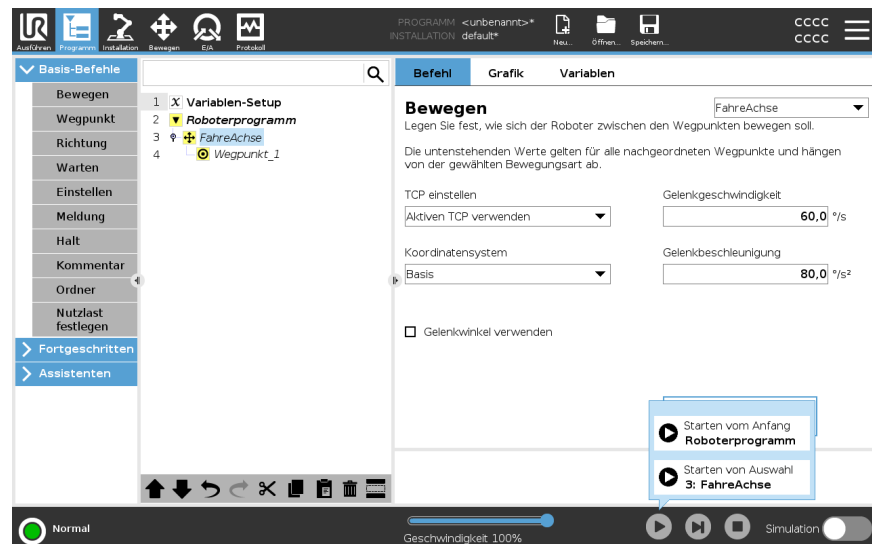 PROGRAMM <unbenannt>*
INSTALLATION default*
Ausführen
Programm
Installation
Bewegen
E/A
Protokoll
Neu...
Öffnen...
Speichern...
cccc
cccc
Basis-Befehle
Bewegen
Wegpunkt
Richtung
Warten
Einstellen
Meldung
Halt
Kommentar
Ordner
Nutzlast
festlegen
Fortgeschritten
Assistenten
1 X Variablen-Setup
2 Roboterprogramm
3 FahreAchse
4 Wegpunkt_1
Befehl Grafik Variablen
Bewegen
FahreAchse
Legen Sie fest, wie sich der Roboter zwischen den Wegpunkten bewegen soll.
Die untenstehenden Werte gelten für alle nachgeordneten Wegpunkte und hängen
von der gewählten Bewegungsart ab.
TCP einstellen
Aktiven TCP verwenden
Gelenkgeschwindigkeit
60,0 °/s
Koordinatensystem
Basis
Gelenkbeschleunigung
80,0 °/s²
Gelenkwinkel verwenden
Starten vom Anfang
Roboterprogramm
Starten von Auswahl
3: FahreAchse
Normal
Geschwindigkeit 100%
Simulation